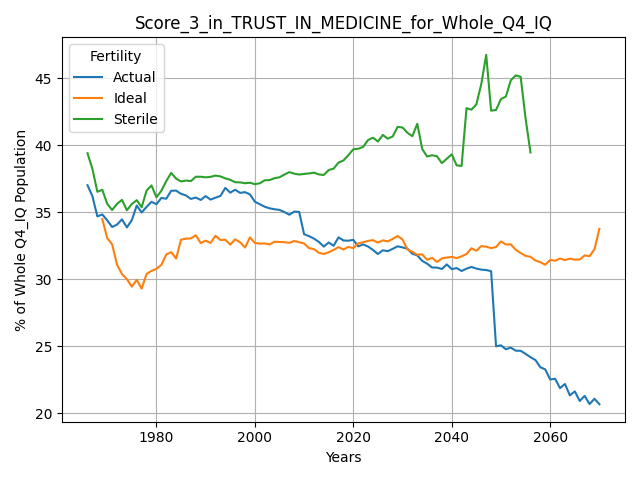 Score_3_in_TRUST_IN_MEDICINE_for_Whole_Q4_IQ
Fertility
Actual
Ideal
Sterile
% of Whole Q4_IQ Population
45
40
35
30
25
20
1980
2000
2020
2040
2060
Years